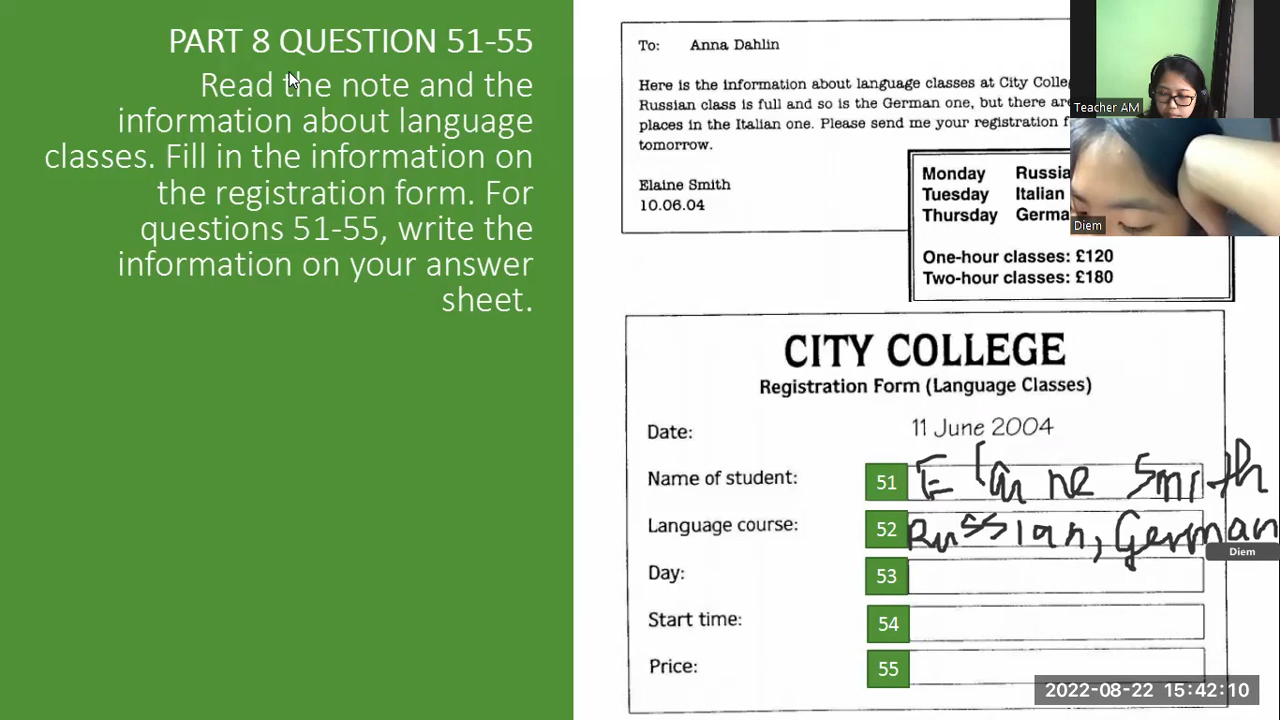 PART 8 QUESTION 51-55
Read the note and the
information about language
classes. Fill in the information on
the registration form. For
questions 51-55, write the
information on your answer
sheet.
To: Anna Dahlin
Here is the information about language classes at City
Russian class is full and so is the German one, but there are
places in the Italian one. Please send me your registration
tomorrow.
Elaine Smith
10.06.04
Monday
Tuesday Italian
Thursday
One-hour classes: £120
Two-hour classes: £180
Teacher AM
Diem
CITY COLLEGE
Registration Form (Language Classes)
Date: 11 June 2004
Name of student: 51 Elaine Smith
Language course: 52 Russian, German
Diem
Day: 53
Start time: 54
Price: 55
2022-08-22 15:42:10